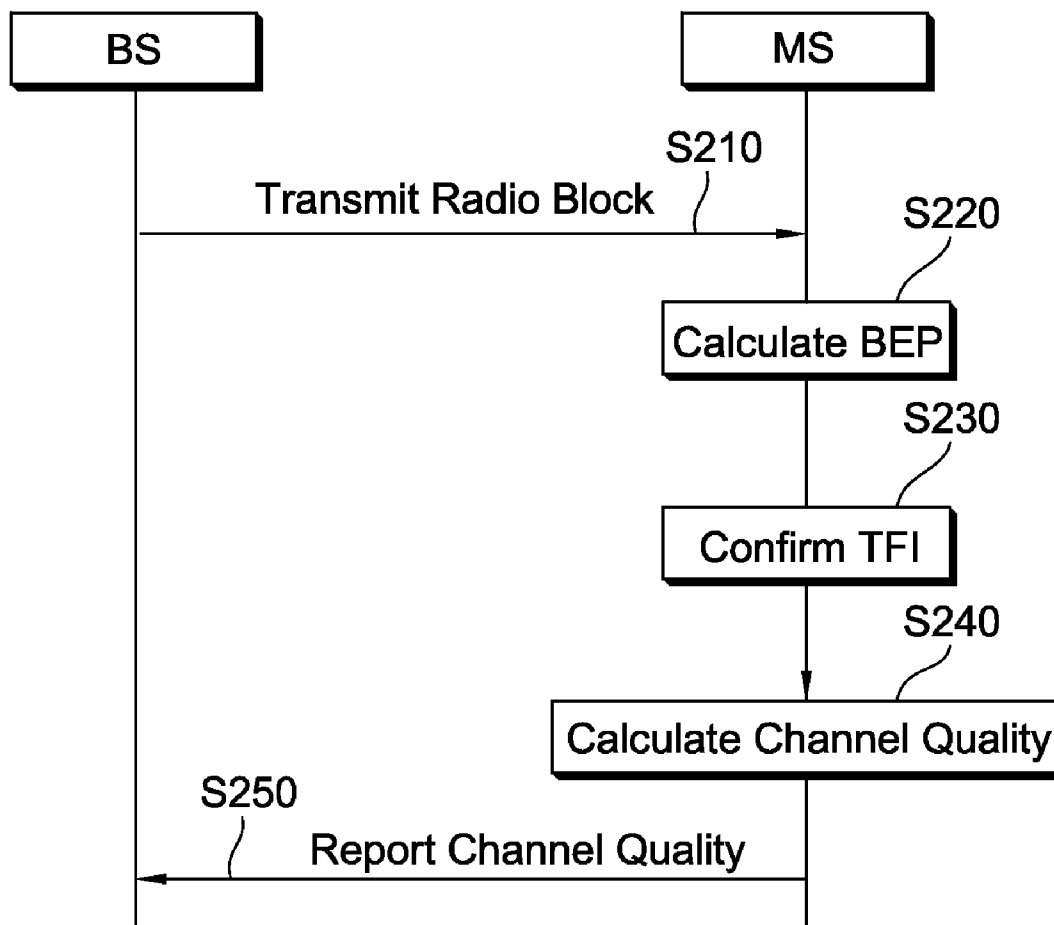 BS
MS
S210
Transmit Radio Block
S220
Calculate BEP
S230
Confirm TFI
S240
Calculate Channel Quality
S250
Report Channel Quality